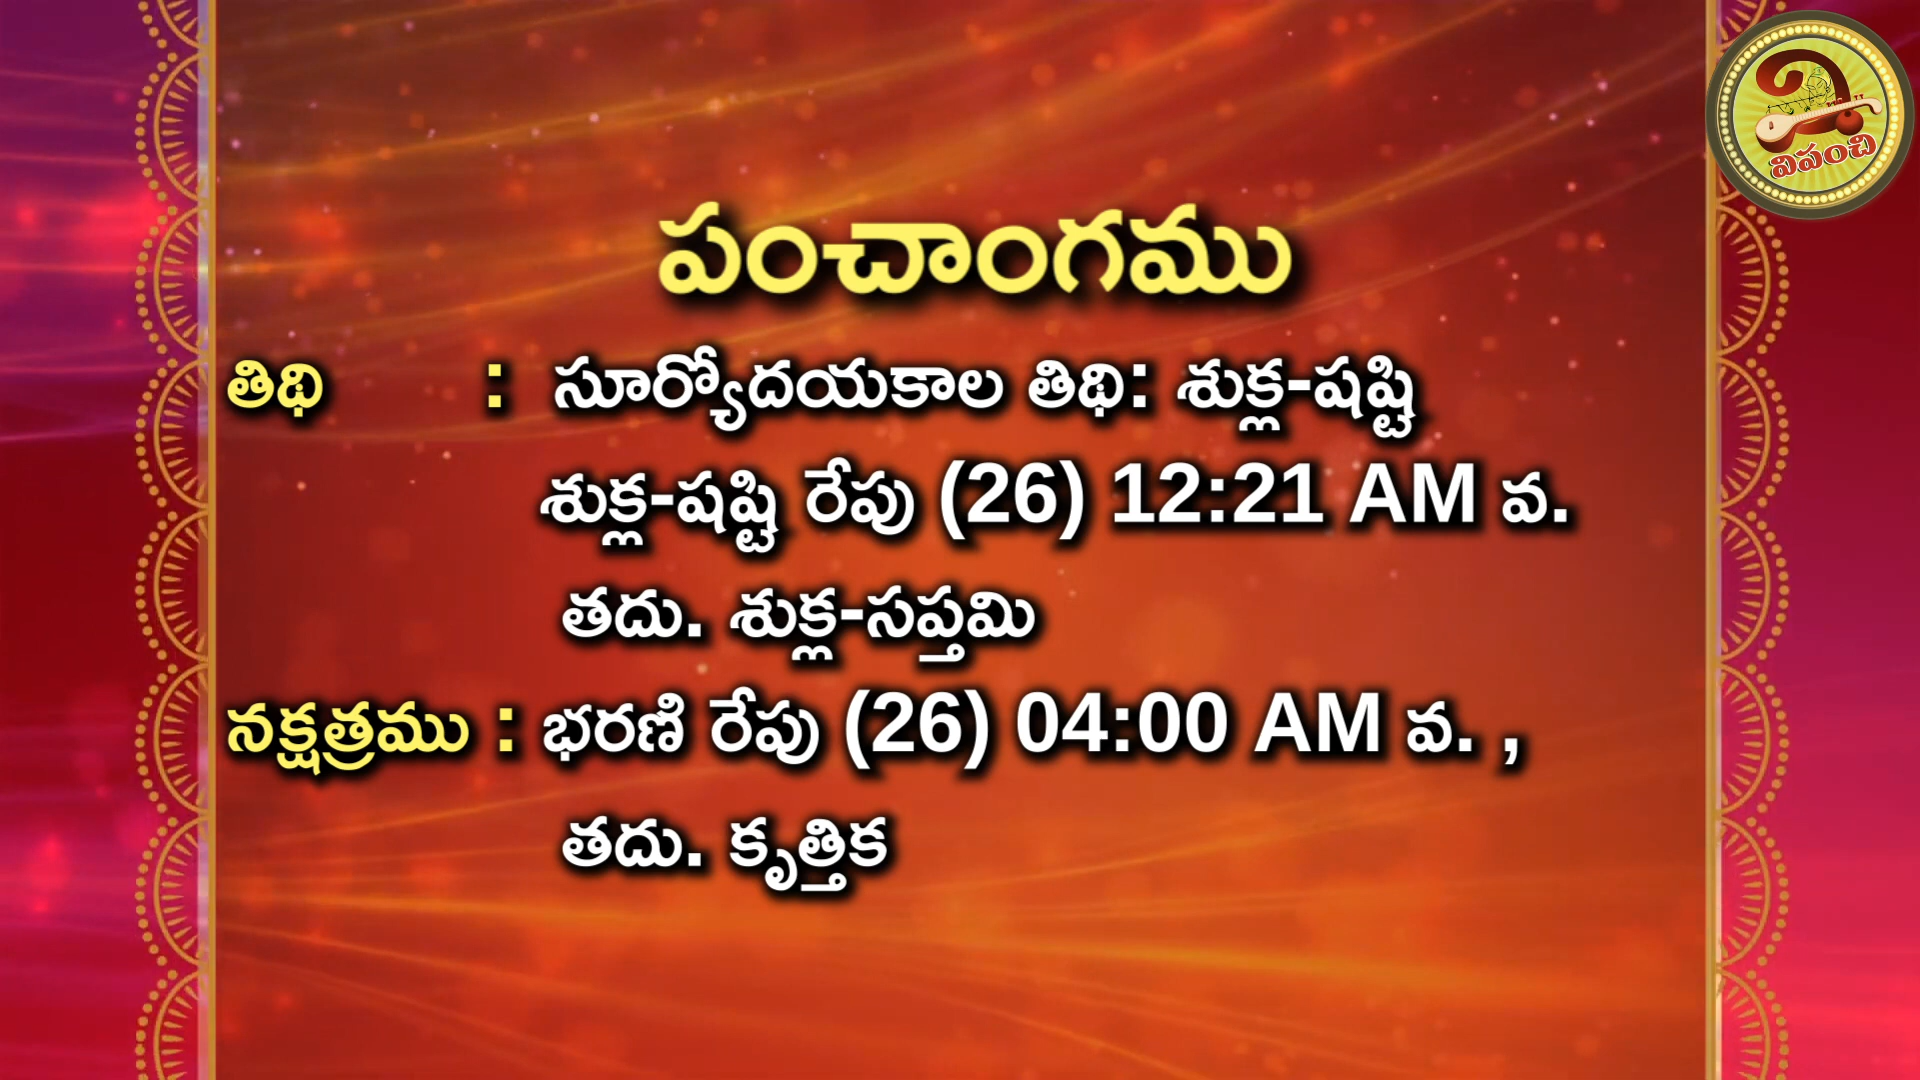 విపంచి
పంచాంగము
తిథి : సూర్యోదయకాల తిథి: శుక్ల-షష్టి
శుక్ల-షష్టి రేపు (26) 12:21 AM వ.
తదు. శుక్ల-సప్తమి
నక్షత్రము : భరణి రేపు (26) 04:00 AM వ. ,
తదు. కృత్తిక